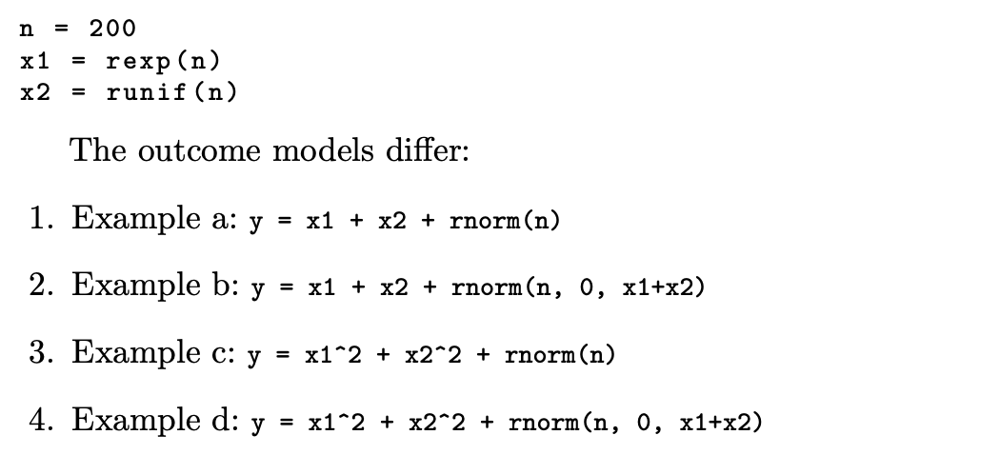 n = 200
x1 = rexp(n)
x2 = runif(n)
The outcome models differ:
1. Example a: y = x1 + x2 + rnorm(n)
2. Example b: y = x1 + x2 + rnorm(n, 0, x1+x2)
3. Example c: y = x1^2 + x2^2 + rnorm(n)
4. Example d: y = x1^2 + x2^2 + rnorm(n, 0, x1+x2)